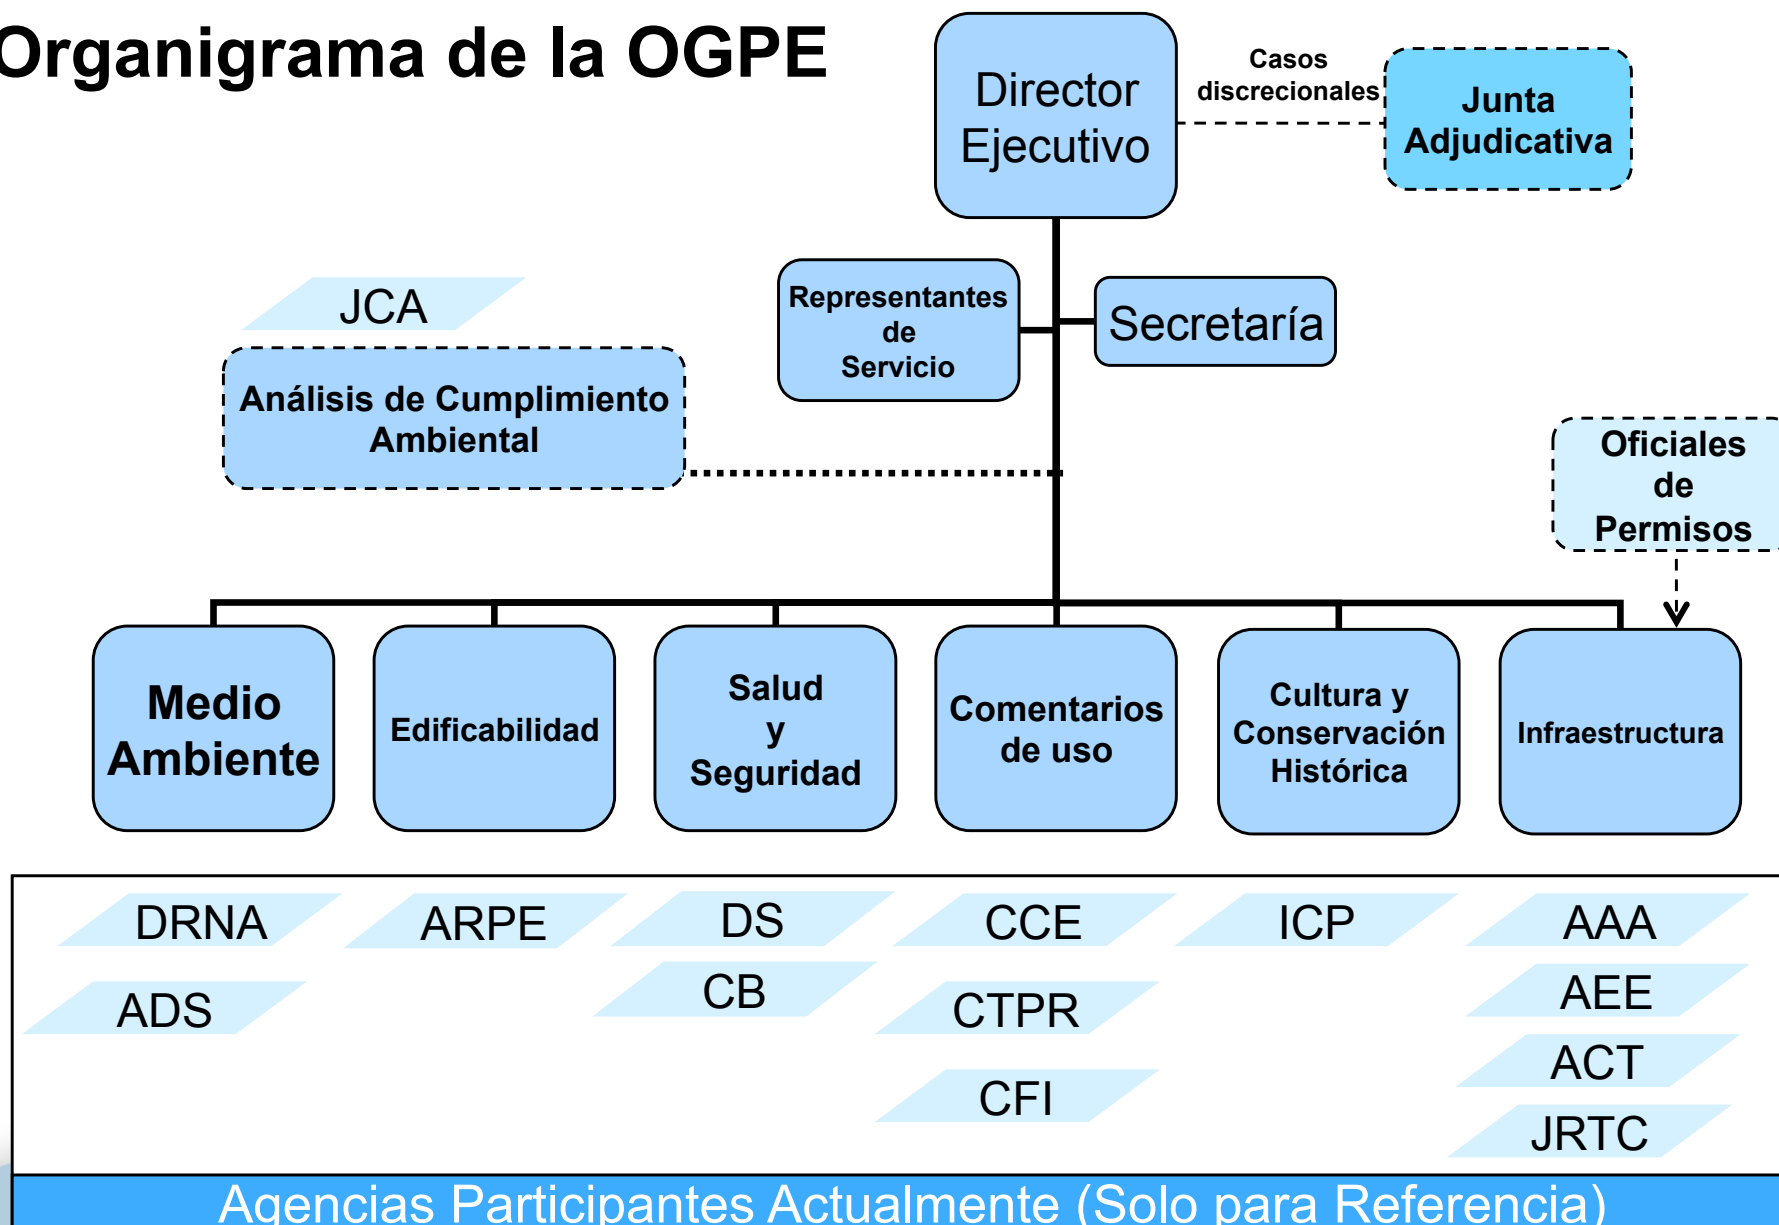 Organigrama de la OGPE
Director
Ejecutivo
Casos
discrecionales
Junta
Adjudicativa
Representantes
de
Servicio
Secretaría
JCA
Análisis de Cumplimiento
Ambiental
Oficiales
de
Permisos
Medio
Ambiente
Edificabilidad
Salud
y
Seguridad
Comentarios
de uso
Cultura y
Conservación
Histórica
Infraestructura
DRNA
ARPE
DS
CCE
ICP
AAA
ADS
CB
CTPR
AEE
CFI
ACT
JRTC
Agencias Participantes Actualmente (Solo para Referencia)